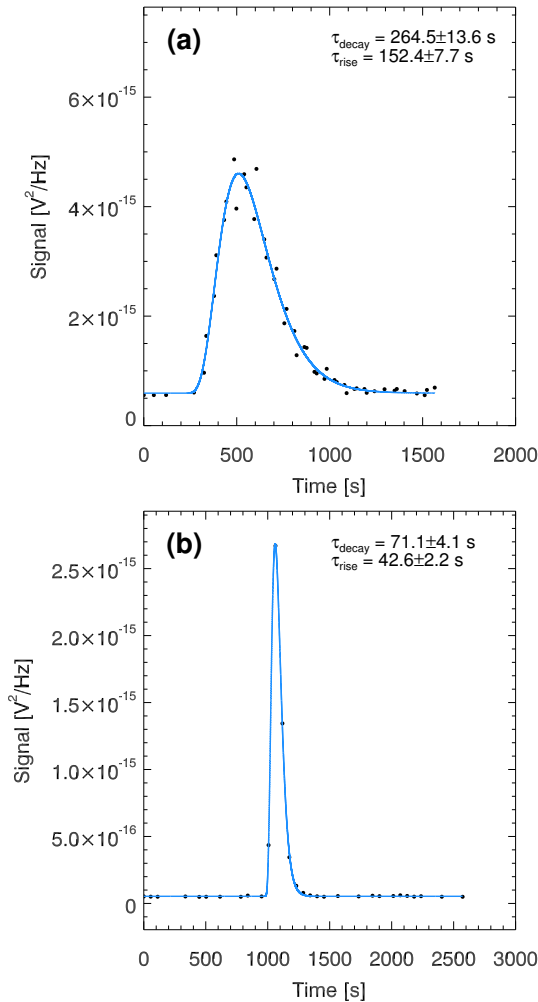 (a)
τdecay = 264.5±13.6 s
τrise = 152.4±7.7 s
6×10⁻¹⁵
4×10⁻¹⁵
2×10⁻¹⁵
0
Signal [V²/Hz]
0 500 1000 1500 2000
Time [s]
(b)
τdecay = 71.1±4.1 s
τrise = 42.6±2.2 s
2.5×10⁻¹⁵
2.0×10⁻¹⁵
1.5×10⁻¹⁵
1.0×10⁻¹⁵
5.0×10⁻¹⁶
0
Signal [V²/Hz]
0 500 1000 1500 2000 2500 3000
Time [s]